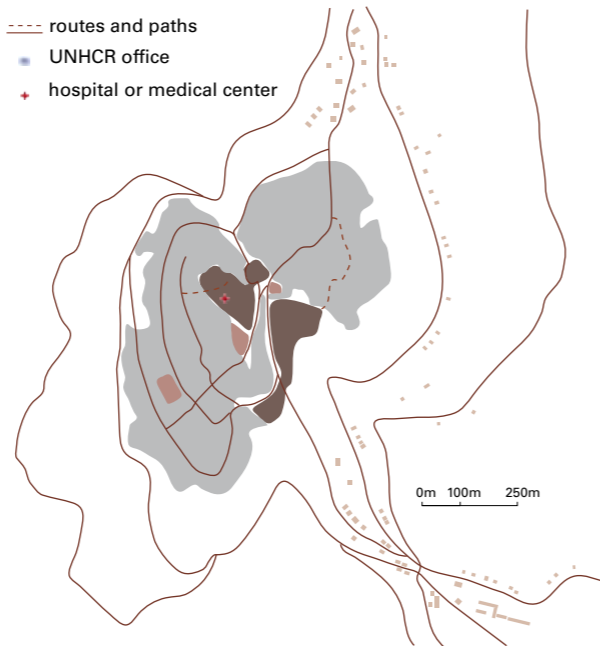 routes and paths
UNHCR office
hospital or medical center
0m 100m 250m